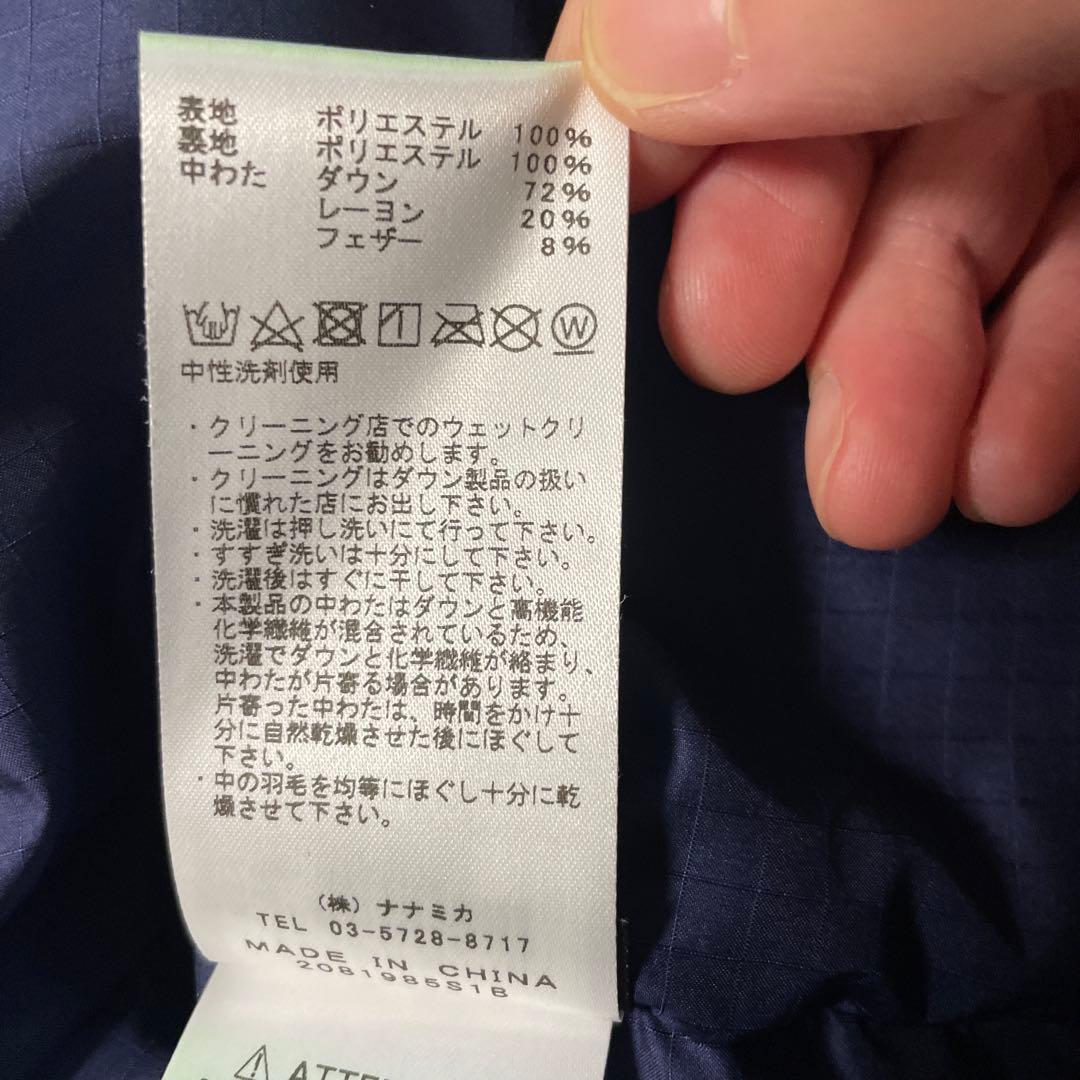 表地 ポリエステル 100%
裏地 ポリエステル 100%
中わた ダウン 72%
レーヨン 20%
フェザー 8%
W
中性洗剤使用
・クリーニング店でのウェットクリ
ーニングをお勧めします。
・クリーニングはダウン製品の扱い
に慣れた店にお出し下さい。
・洗濯は押し洗いにて行って下さい。
・すすぎ洗いは十分にして下さい。
・洗濯後はすぐに干して下さい。
・本製品の中わたはダウンと高機能
化学繊維が混合されているため、
洗濯でダウンと化学繊維が絡まり、
中わたが片寄る場合があります。
片寄った中わたは、時間をかけ十
分に自然乾燥させた後にほぐして
下さい。
・中の羽毛を均等にほぐし十分に乾
燥させて下さい。
(株)ナナミカ
TEL 03-5728-8717
MADE IN CHINA
2081985S1B